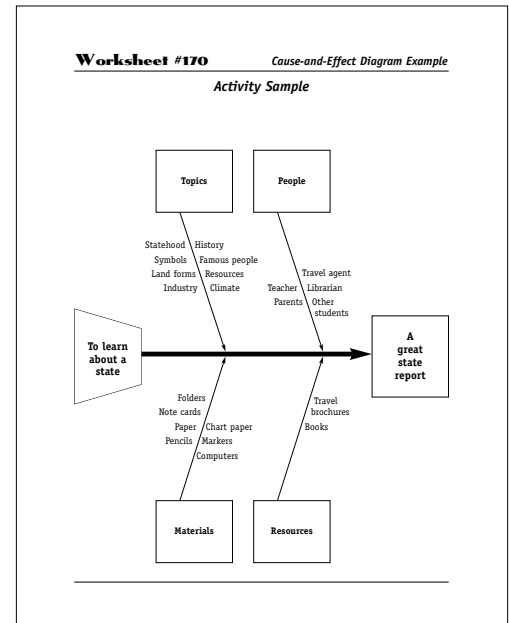 Worksheet #170 Cause-and-Effect Diagram Example
Activity Sample
Topics
People
Statehood History
Symbols Famous people
Land forms Resources
Industry Climate
Travel agent
Teacher Librarian
Parents Other
students
To learn
about a
state
A
great
state
report
Folders
Note cards
Paper Chart paper
Pencils Markers
Computers
Travel
brochures
Books
Materials
Resources